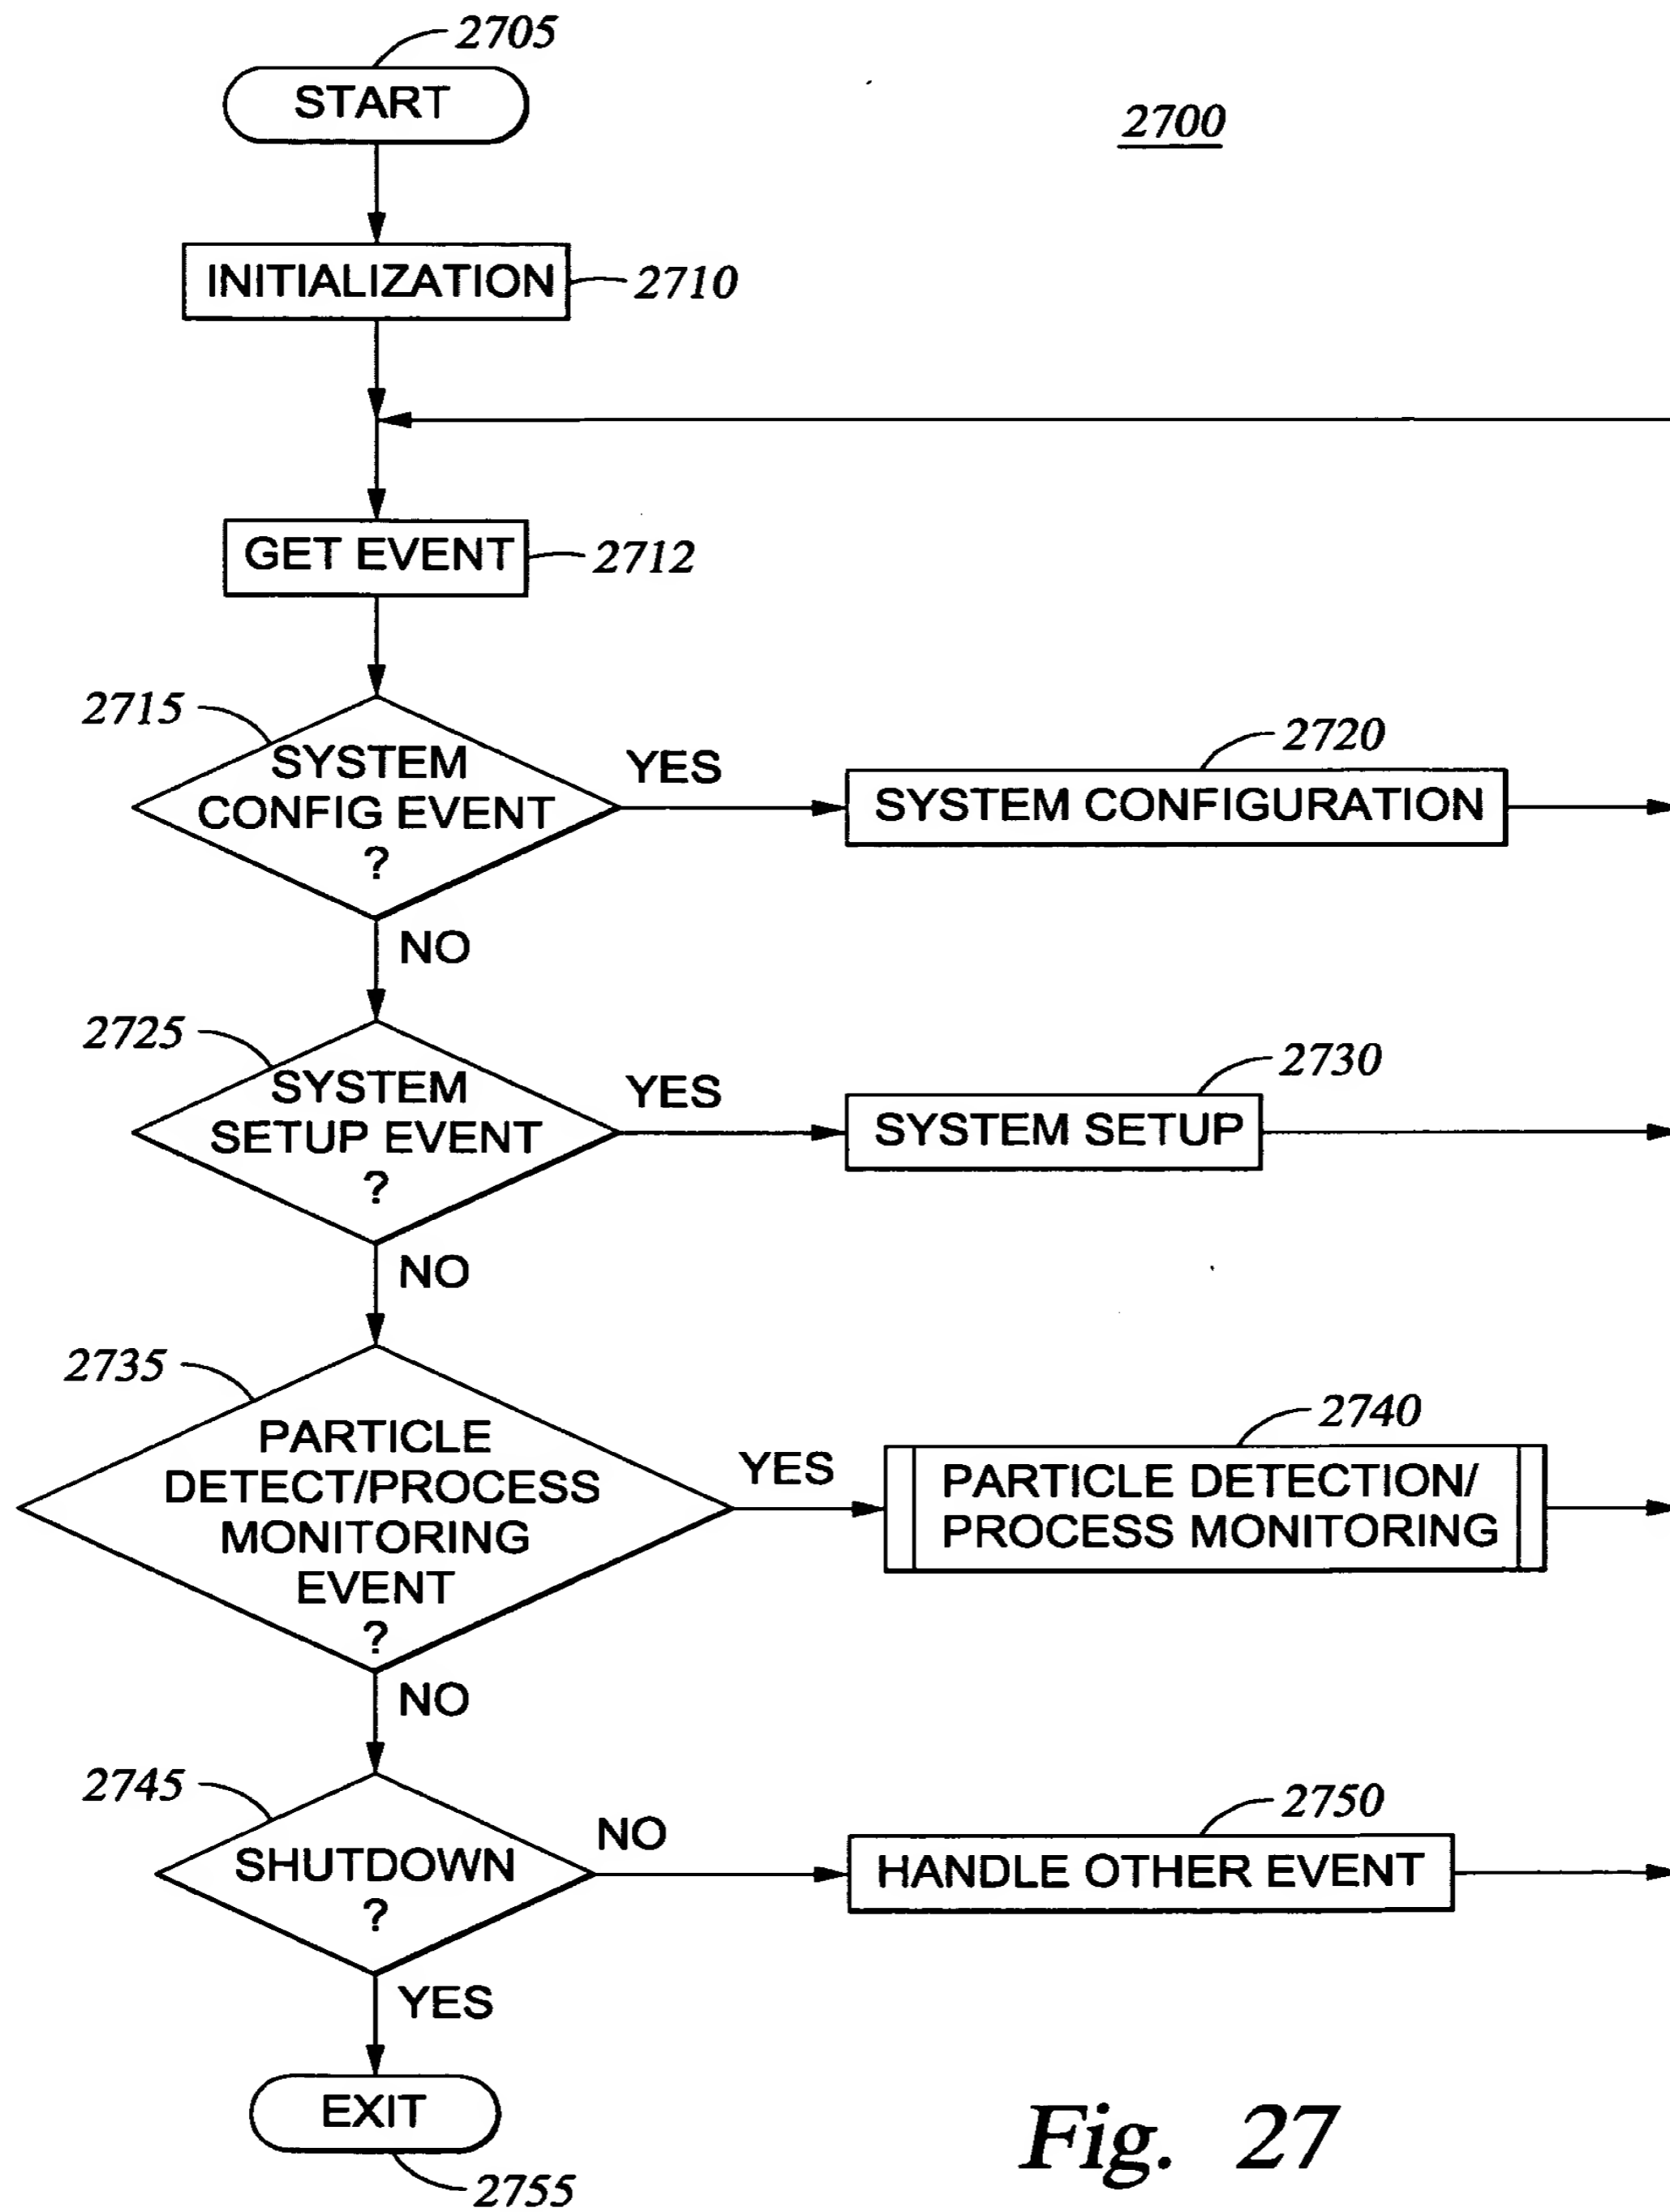 2705
START
2700
INITIALIZATION
2710
GET EVENT
2712
2715
SYSTEM
CONFIG EVENT
?
YES
2720
SYSTEM CONFIGURATION
NO
2725
SYSTEM
SETUP EVENT
?
YES
2730
SYSTEM SETUP
NO
2735
PARTICLE
DETECT/PROCESS
MONITORING
EVENT
?
YES
2740
PARTICLE DETECTION/
PROCESS MONITORING
NO
2745
SHUTDOWN
?
NO
2750
HANDLE OTHER EVENT
YES
EXIT
2755
Fig. 27